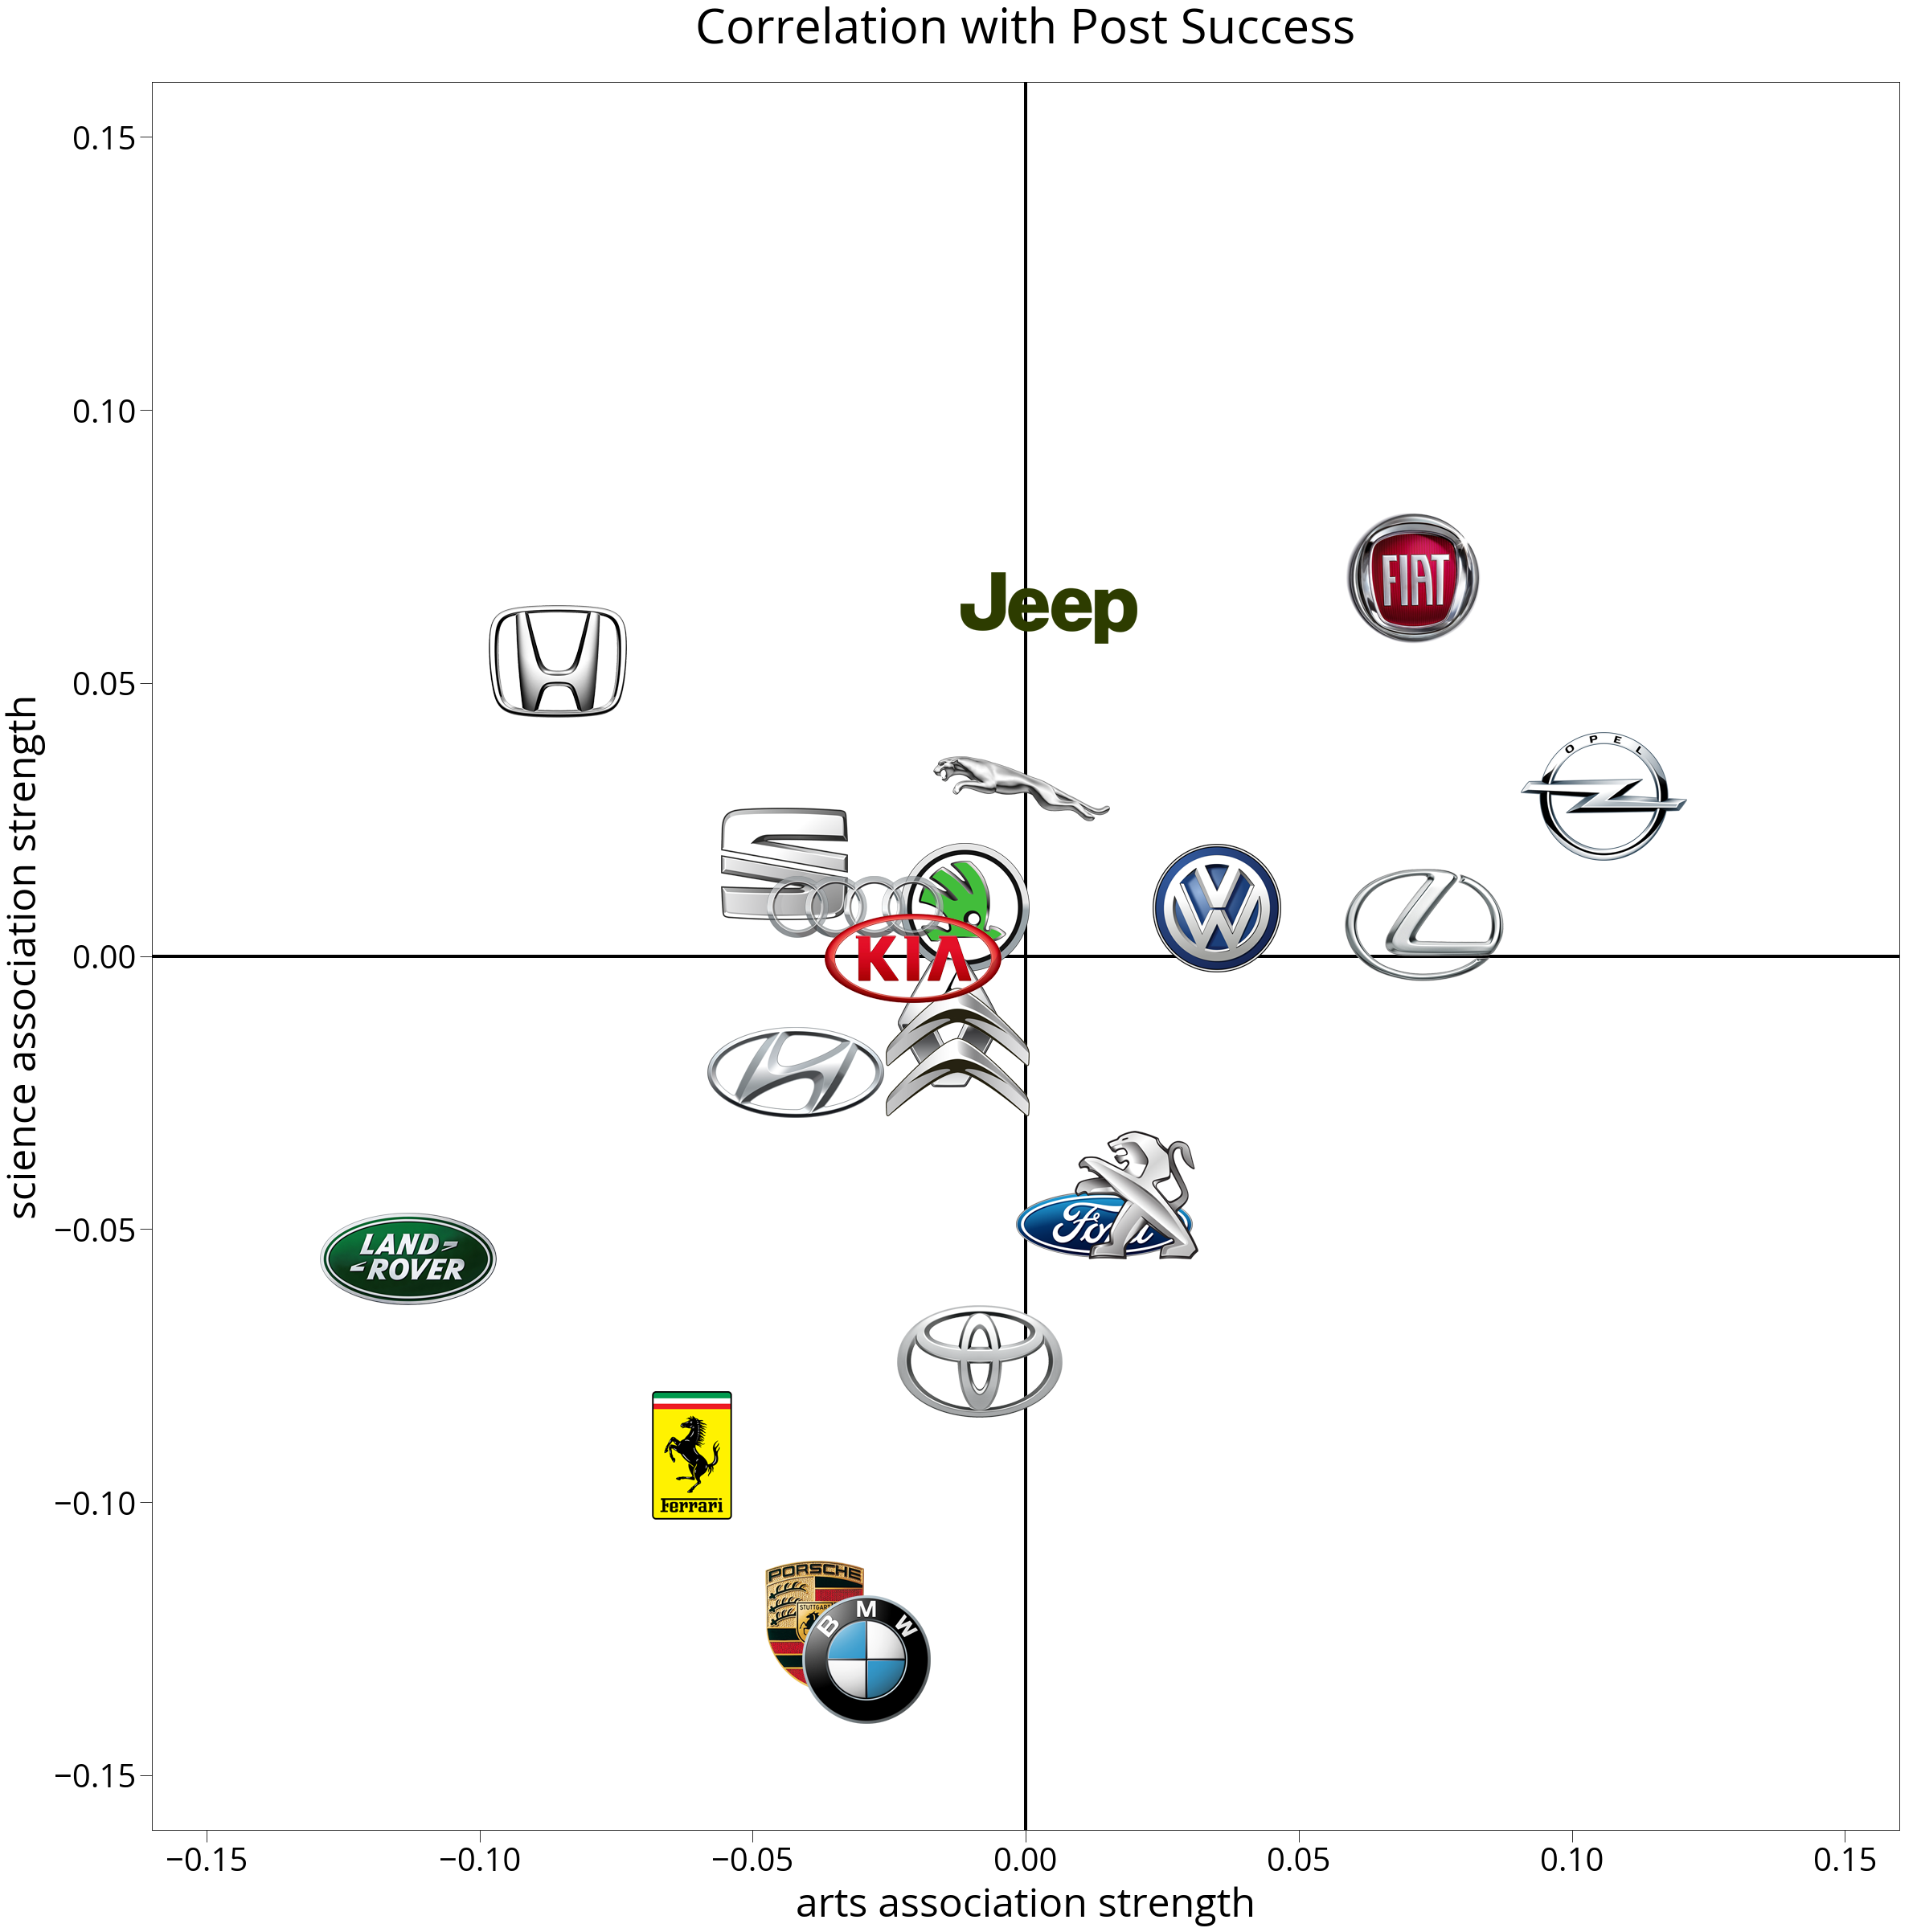 Correlation with Post Success
0.15
0.10
0.05
0.00
−0.05
−0.10
−0.15
science association strength
FIAT
Jeep
OPEL
KIA
Ford
LAND
ROVER
Ferrari
PORSCHE
STUTTGART
BMW
−0.15
−0.10
−0.05
0.00
0.05
0.10
0.15
arts association strength